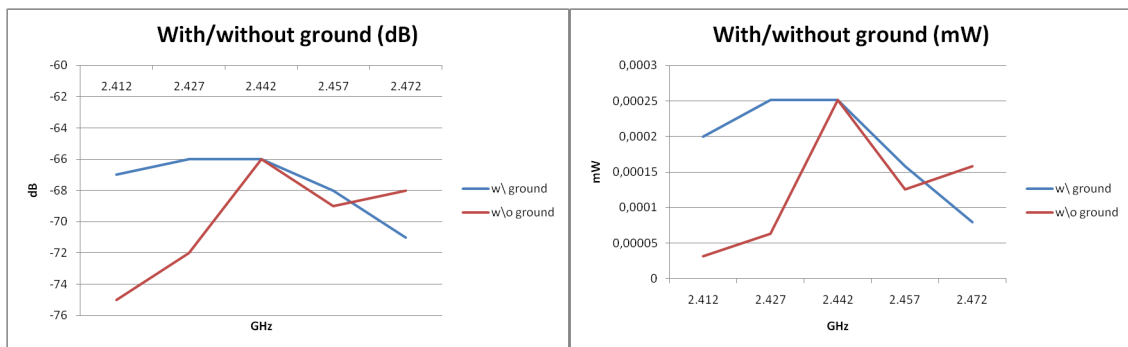 With/without ground (dB)
-60
-62
-64
-66
-68
-70
-72
-74
-76
2.412 2.427 2.442 2.457 2.472
dB
GHz
w\ ground
w\o ground
With/without ground (mW)
0,0003
0,00025
0,0002
0,00015
0,0001
0,00005
0
2.412 2.427 2.442 2.457 2.472
mW
GHz
w\ ground
w\o ground